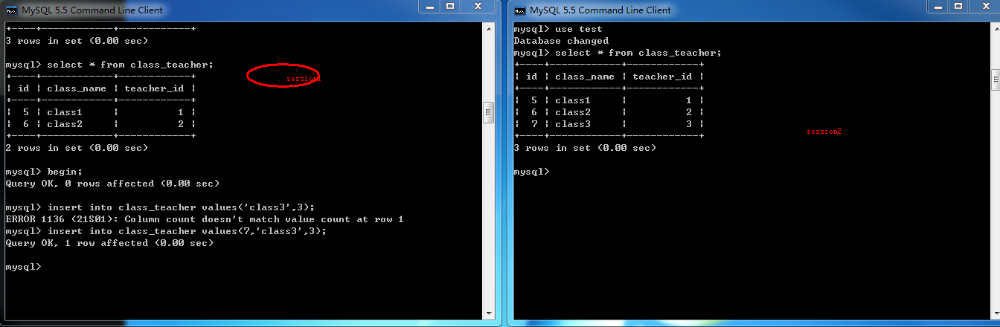 MySQL 5.5 Command Line Client
+----+------------+------------+
3 rows in set (0.00 sec)
mysql> select * from class_teacher;
session1
+----+------------+------------+
| id | class_name | teacher_id |
+----+------------+------------+
|  5 | class1     |          1 |
|  6 | class2     |          2 |
+----+------------+------------+
2 rows in set (0.00 sec)
mysql> begin;
Query OK, 0 rows affected (0.00 sec)
mysql> insert into class_teacher values('class3',3);
ERROR 1136 (21S01): Column count doesn't match value count at row 1
mysql> insert into class_teacher values(7,'class3',3);
Query OK, 1 row affected (0.00 sec)
mysql>
MySQL 5.5 Command Line Client
mysql> use test
Database changed
mysql> select * from class_teacher;
+----+------------+------------+
| id | class_name | teacher_id |
+----+------------+------------+
|  5 | class1     |          1 |
|  6 | class2     |          2 |
|  7 | class3     |          3 |
+----+------------+------------+
session2
3 rows in set (0.00 sec)
mysql>